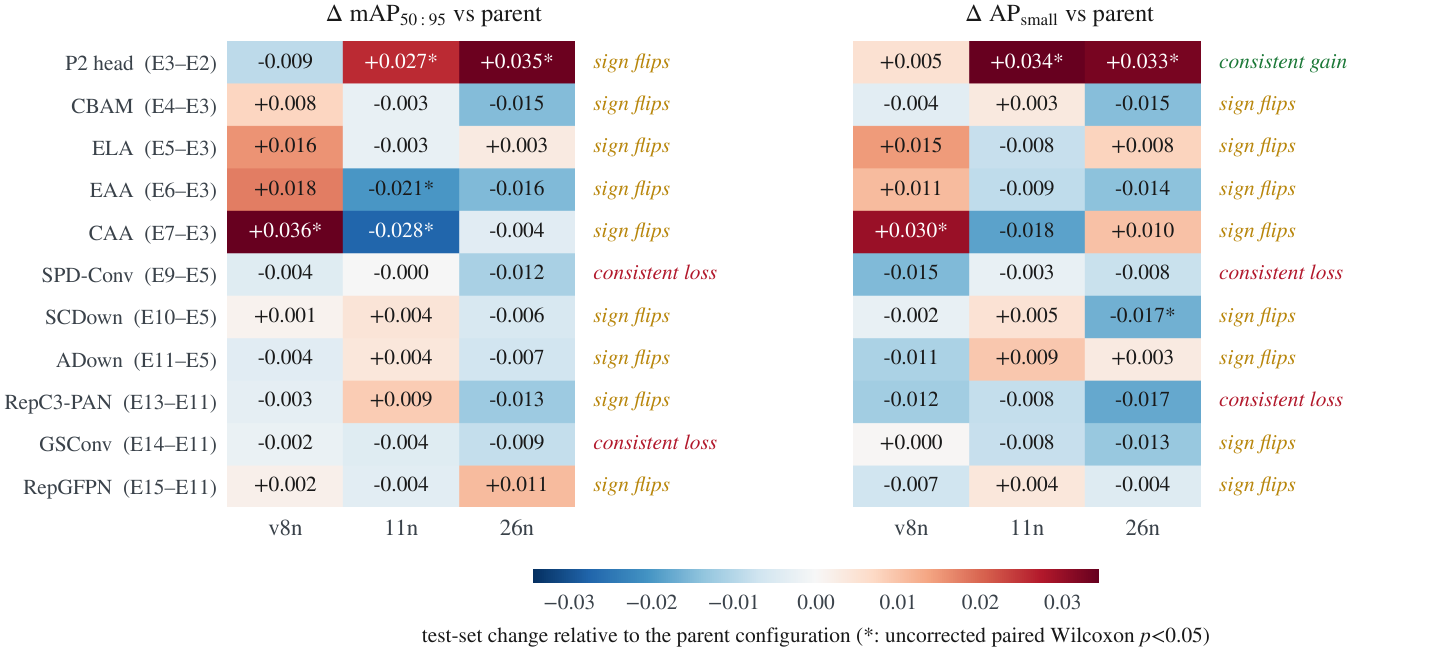 Δ mAP50:95 vs parent    Δ APsmall vs parent
P2 head (E3–E2) -0.009 +0.027* +0.035* sign flips +0.005 +0.034* +0.033* consistent gain
CBAM (E4–E3) +0.008 -0.003 -0.015 sign flips -0.004 +0.003 -0.015 sign flips
ELA (E5–E3) +0.016 -0.003 +0.003 sign flips +0.015 -0.008 +0.008 sign flips
EAA (E6–E3) +0.018 -0.021* -0.016 sign flips +0.011 -0.009 -0.014 sign flips
CAA (E7–E3) +0.036* -0.028* -0.004 sign flips +0.030* -0.018 +0.010 sign flips
SPD-Conv (E9–E5) -0.004 -0.000 -0.012 consistent loss -0.015 -0.003 -0.008 consistent loss
SCDown (E10–E5) +0.001 +0.004 -0.006 sign flips -0.002 +0.005 -0.017* sign flips
ADown (E11–E5) -0.004 +0.004 -0.007 sign flips -0.011 +0.009 +0.003 sign flips
RepC3-PAN (E13–E11) -0.003 +0.009 -0.013 sign flips -0.012 -0.008 -0.017 consistent loss
GSConv (E14–E11) -0.002 -0.004 -0.009 consistent loss +0.000 -0.008 -0.013 sign flips
RepGFPN (E15–E11) +0.002 -0.004 +0.011 sign flips -0.007 +0.004 -0.004 sign flips
v8n 11n 26n v8n 11n 26n
−0.03 −0.02 −0.01 0.00 0.01 0.02 0.03
test-set change relative to the parent configuration (*: uncorrected paired Wilcoxon p<0.05)